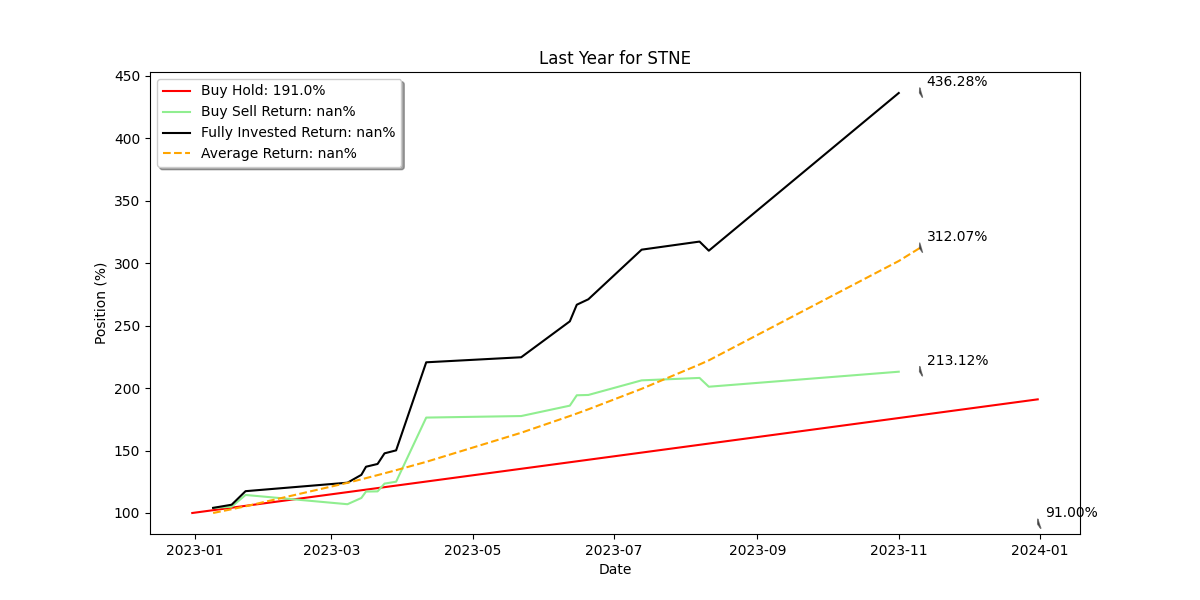 Last Year for STNE
Buy Hold: 191.0%
Buy Sell Return: nan%
Fully Invested Return: nan%
Average Return: nan%
436.28%
312.07%
213.12%
91.00%
Position (%)
450
400
350
300
250
200
150
100
2023-01
2023-03
2023-05
2023-07
2023-09
2023-11
2024-01
Date